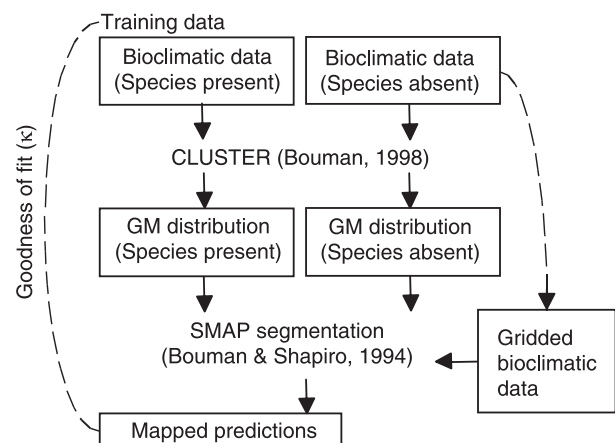 Training data
Bioclimatic data
(Species present)
Bioclimatic data
(Species absent)
Goodness of fit (κ)
CLUSTER (Bouman, 1998)
GM distribution
(Species present)
GM distribution
(Species absent)
SMAP segmentation
(Bouman & Shapiro, 1994)
Gridded
bioclimatic
data
Mapped predictions